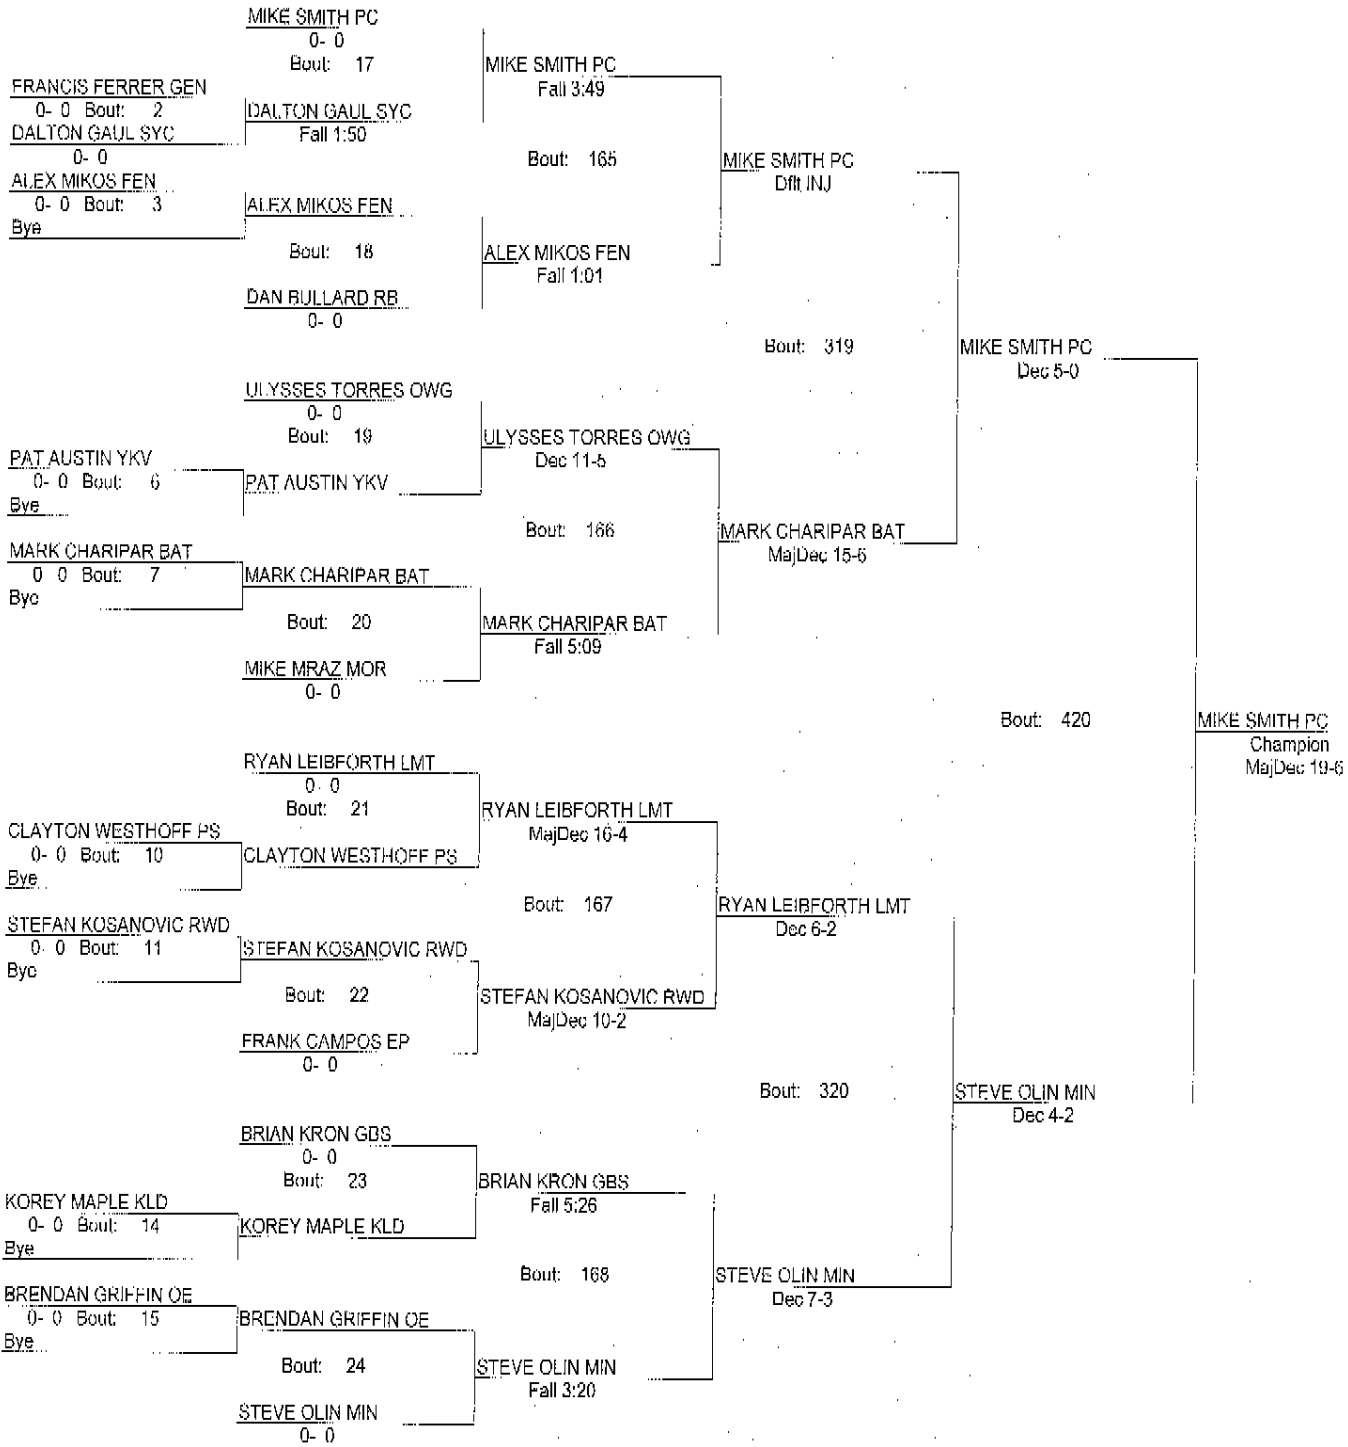 MIKE SMITH PC
0- 0
Bout: 17
MIKE SMITH PC
Fall 3:49
FRANCIS FERRER GEN
0- 0 Bout: 2
DALTON GAUL SYC
0- 0
DALTON GAUL SYC
Fall 1:50
Bout: 165
MIKE SMITH PC
Dflt INJ
ALEX MIKOS FEN
0- 0 Bout: 3
Bye
ALEX MIKOS FEN
Bout: 18
ALEX MIKOS FEN
Fall 1:01
DAN BULLARD RB
0- 0
Bout: 319
MIKE SMITH PC
Dec 5-0
ULYSSES TORRES OWG
0- 0
Bout: 19
ULYSSES TORRES OWG
Dec 11-5
PAT AUSTIN YKV
0- 0 Bout: 6
Bye
PAT AUSTIN YKV
Bout: 166
MARK CHARIPAR BAT
MajDec 15-6
MARK CHARIPAR BAT
0 0 Bout: 7
Bye
MARK CHARIPAR BAT
Bout: 20
MARK CHARIPAR BAT
Fall 5:09
MIKE MRAZ MOR
0- 0
Bout: 420
MIKE SMITH PC
Champion
MajDec 19-6
RYAN LEIBFORTH LMT
0- 0
Bout: 21
RYAN LEIBFORTH LMT
MajDec 16-4
CLAYTON WESTHOFF PS
0- 0 Bout: 10
Bye
CLAYTON WESTHOFF PS
Bout: 167
RYAN LEIBFORTH LMT
Dec 6-2
STEFAN KOSANOVIC RWD
0- 0 Bout: 11
Bye
STEFAN KOSANOVIC RWD
Bout: 22
STEFAN KOSANOVIC RWD
MajDec 10-2
FRANK CAMPOS EP
0- 0
Bout: 320
STEVE OLIN MIN
Dec 4-2
BRIAN KRON GBS
0- 0
Bout: 23
BRIAN KRON GBS
Fall 5:26
KOREY MAPLE KLD
0- 0 Bout: 14
Bye
KOREY MAPLE KLD
Bout: 168
STEVE OLIN MIN
Dec 7-3
BRENDAN GRIFFIN OE
0- 0 Bout: 15
Bye
BRENDAN GRIFFIN OE
Bout: 24
STEVE OLIN MIN
Fall 3:20
STEVE OLIN MIN
0- 0